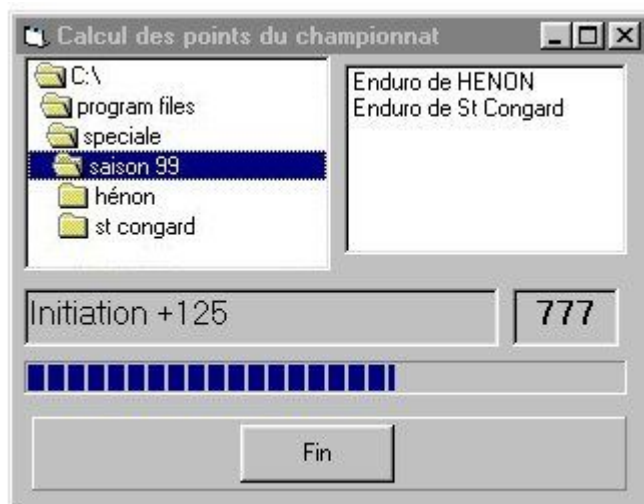 Calcul des points du championnat
C:\
program files
speciale
saison 99
hénon
st congard
Enduro de HENON
Enduro de St Congard
Initiation +125
777
Fin